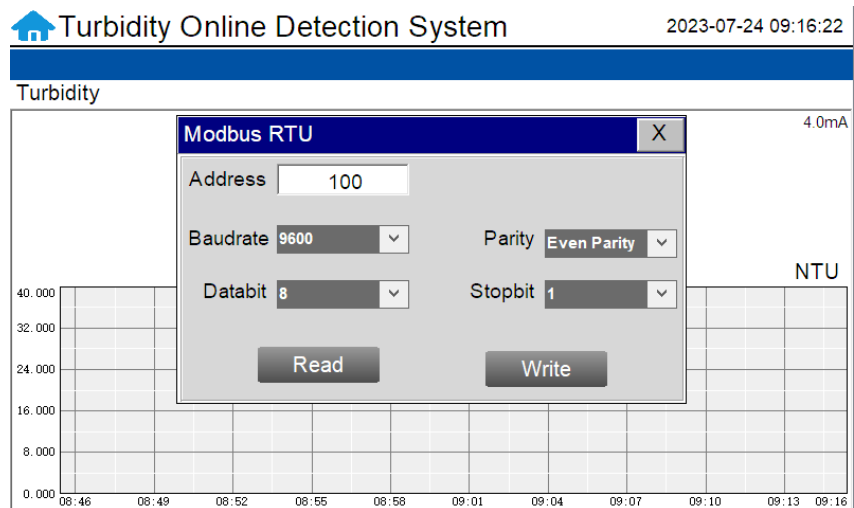 Turbidity Online Detection System 2023-07-24 09:16:22
Turbidity
4.0mA
Modbus RTU X
Address 100
Baudrate 9600 Parity Even Parity
NTU
Databit 8 Stopbit 1
40.000
32.000
Read Write
24.000
16.000
8.000
0.000
08:46 08:49 08:52 08:55 08:58 09:01 09:04 09:07 09:10 09:13 09:16